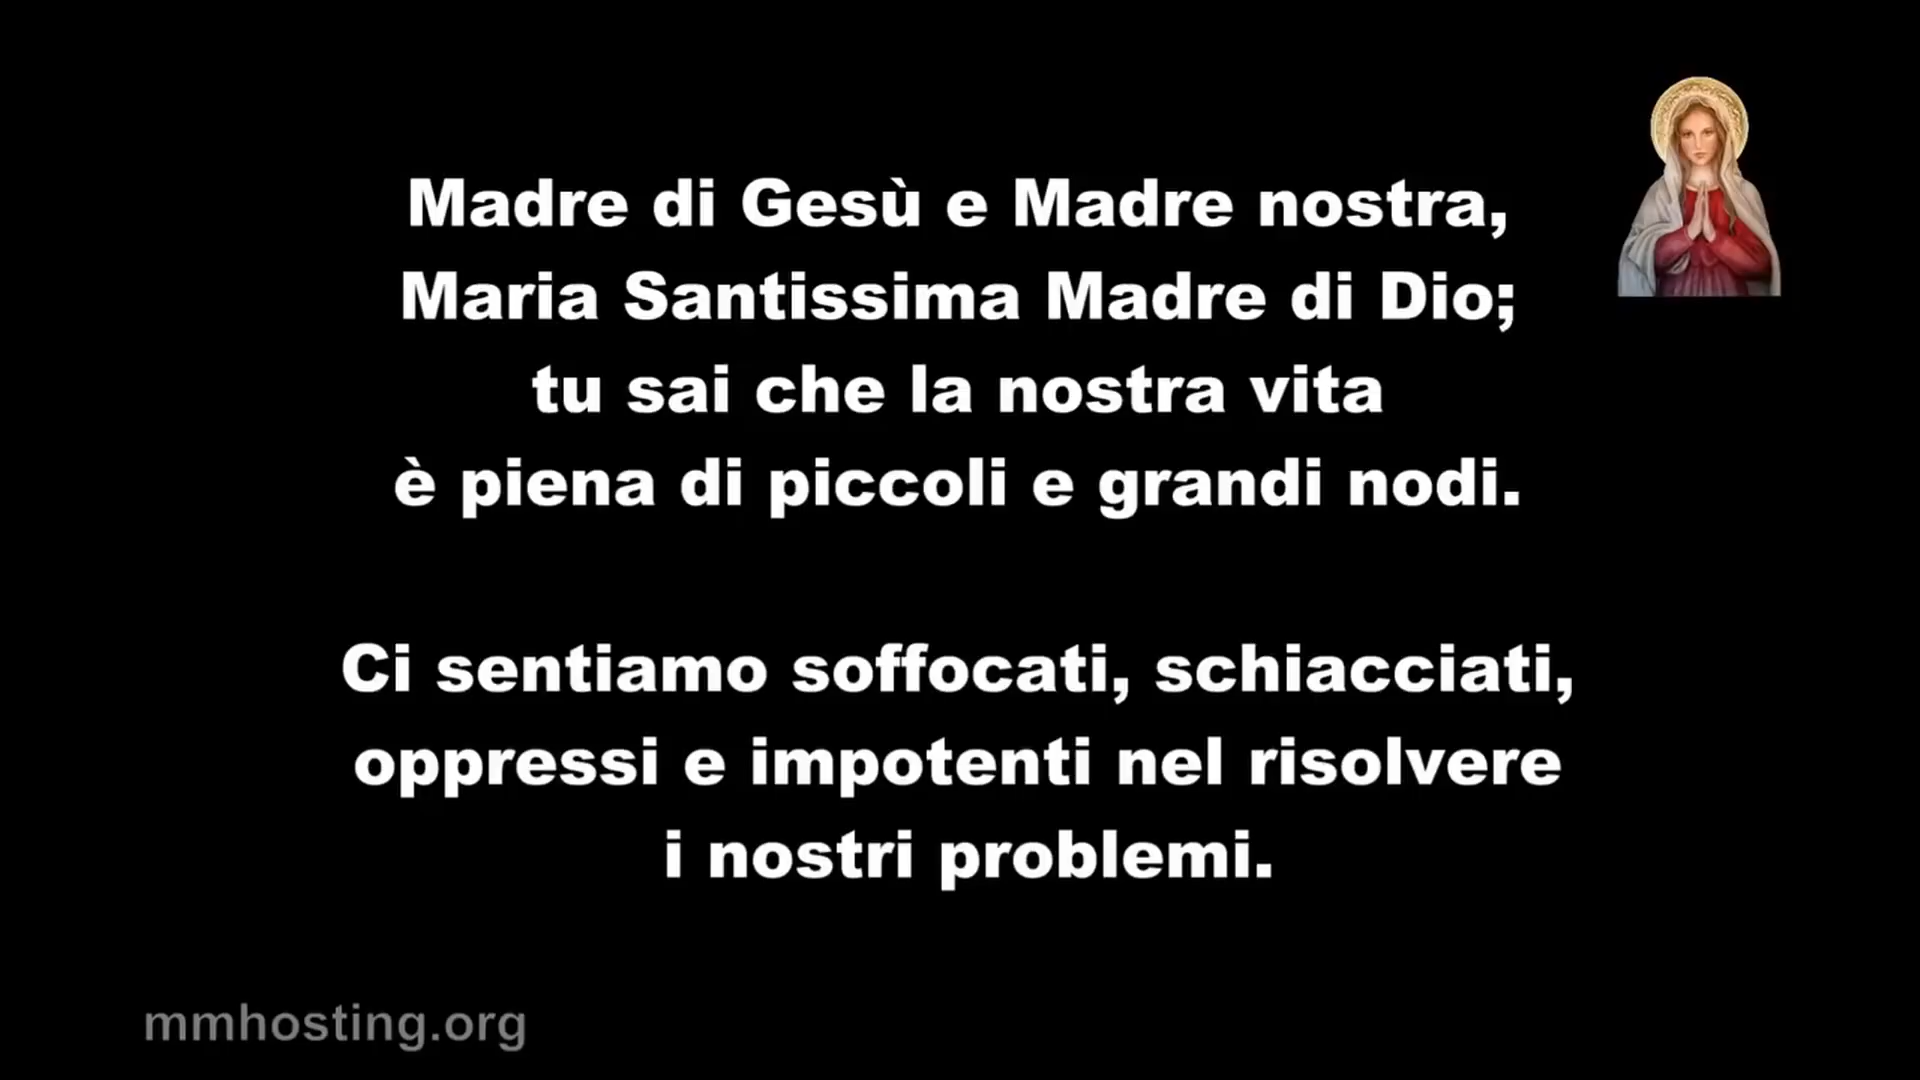 Madre di Gesù e Madre nostra,
Maria Santissima Madre di Dio;
tu sai che la nostra vita
è piena di piccoli e grandi nodi.
Ci sentiamo soffocati, schiacciati,
oppressi e impotenti nel risolvere
i nostri problemi.
mmhosting.org